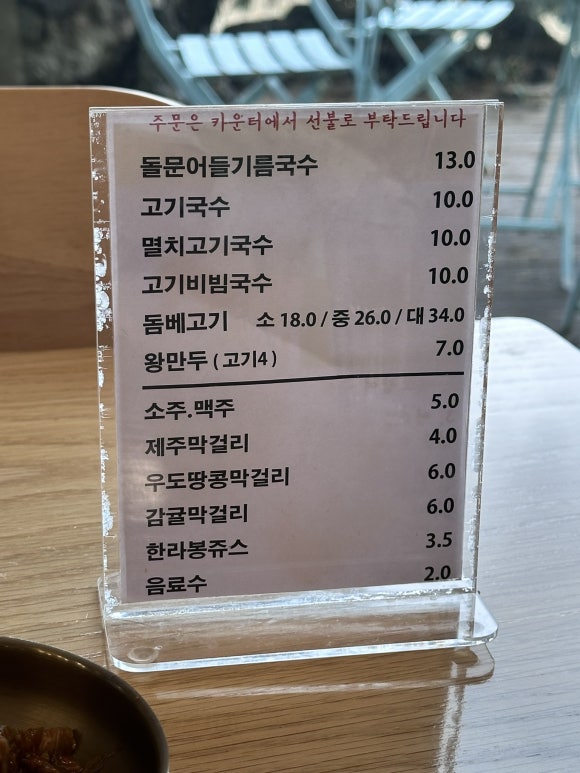 주문은 카운터에서 선불로 부탁드립니다
돌문어들기름국수 13.0
고기국수 10.0
멸치고기국수 10.0
고기비빔국수 10.0
돔베고기 소 18.0 / 중 26.0 / 대 34.0
왕만두 ( 고기4 ) 7.0
소주.맥주 5.0
제주막걸리 4.0
우도땅콩막걸리 6.0
감귤막걸리 6.0
한라봉쥬스 3.5
음료수 2.0